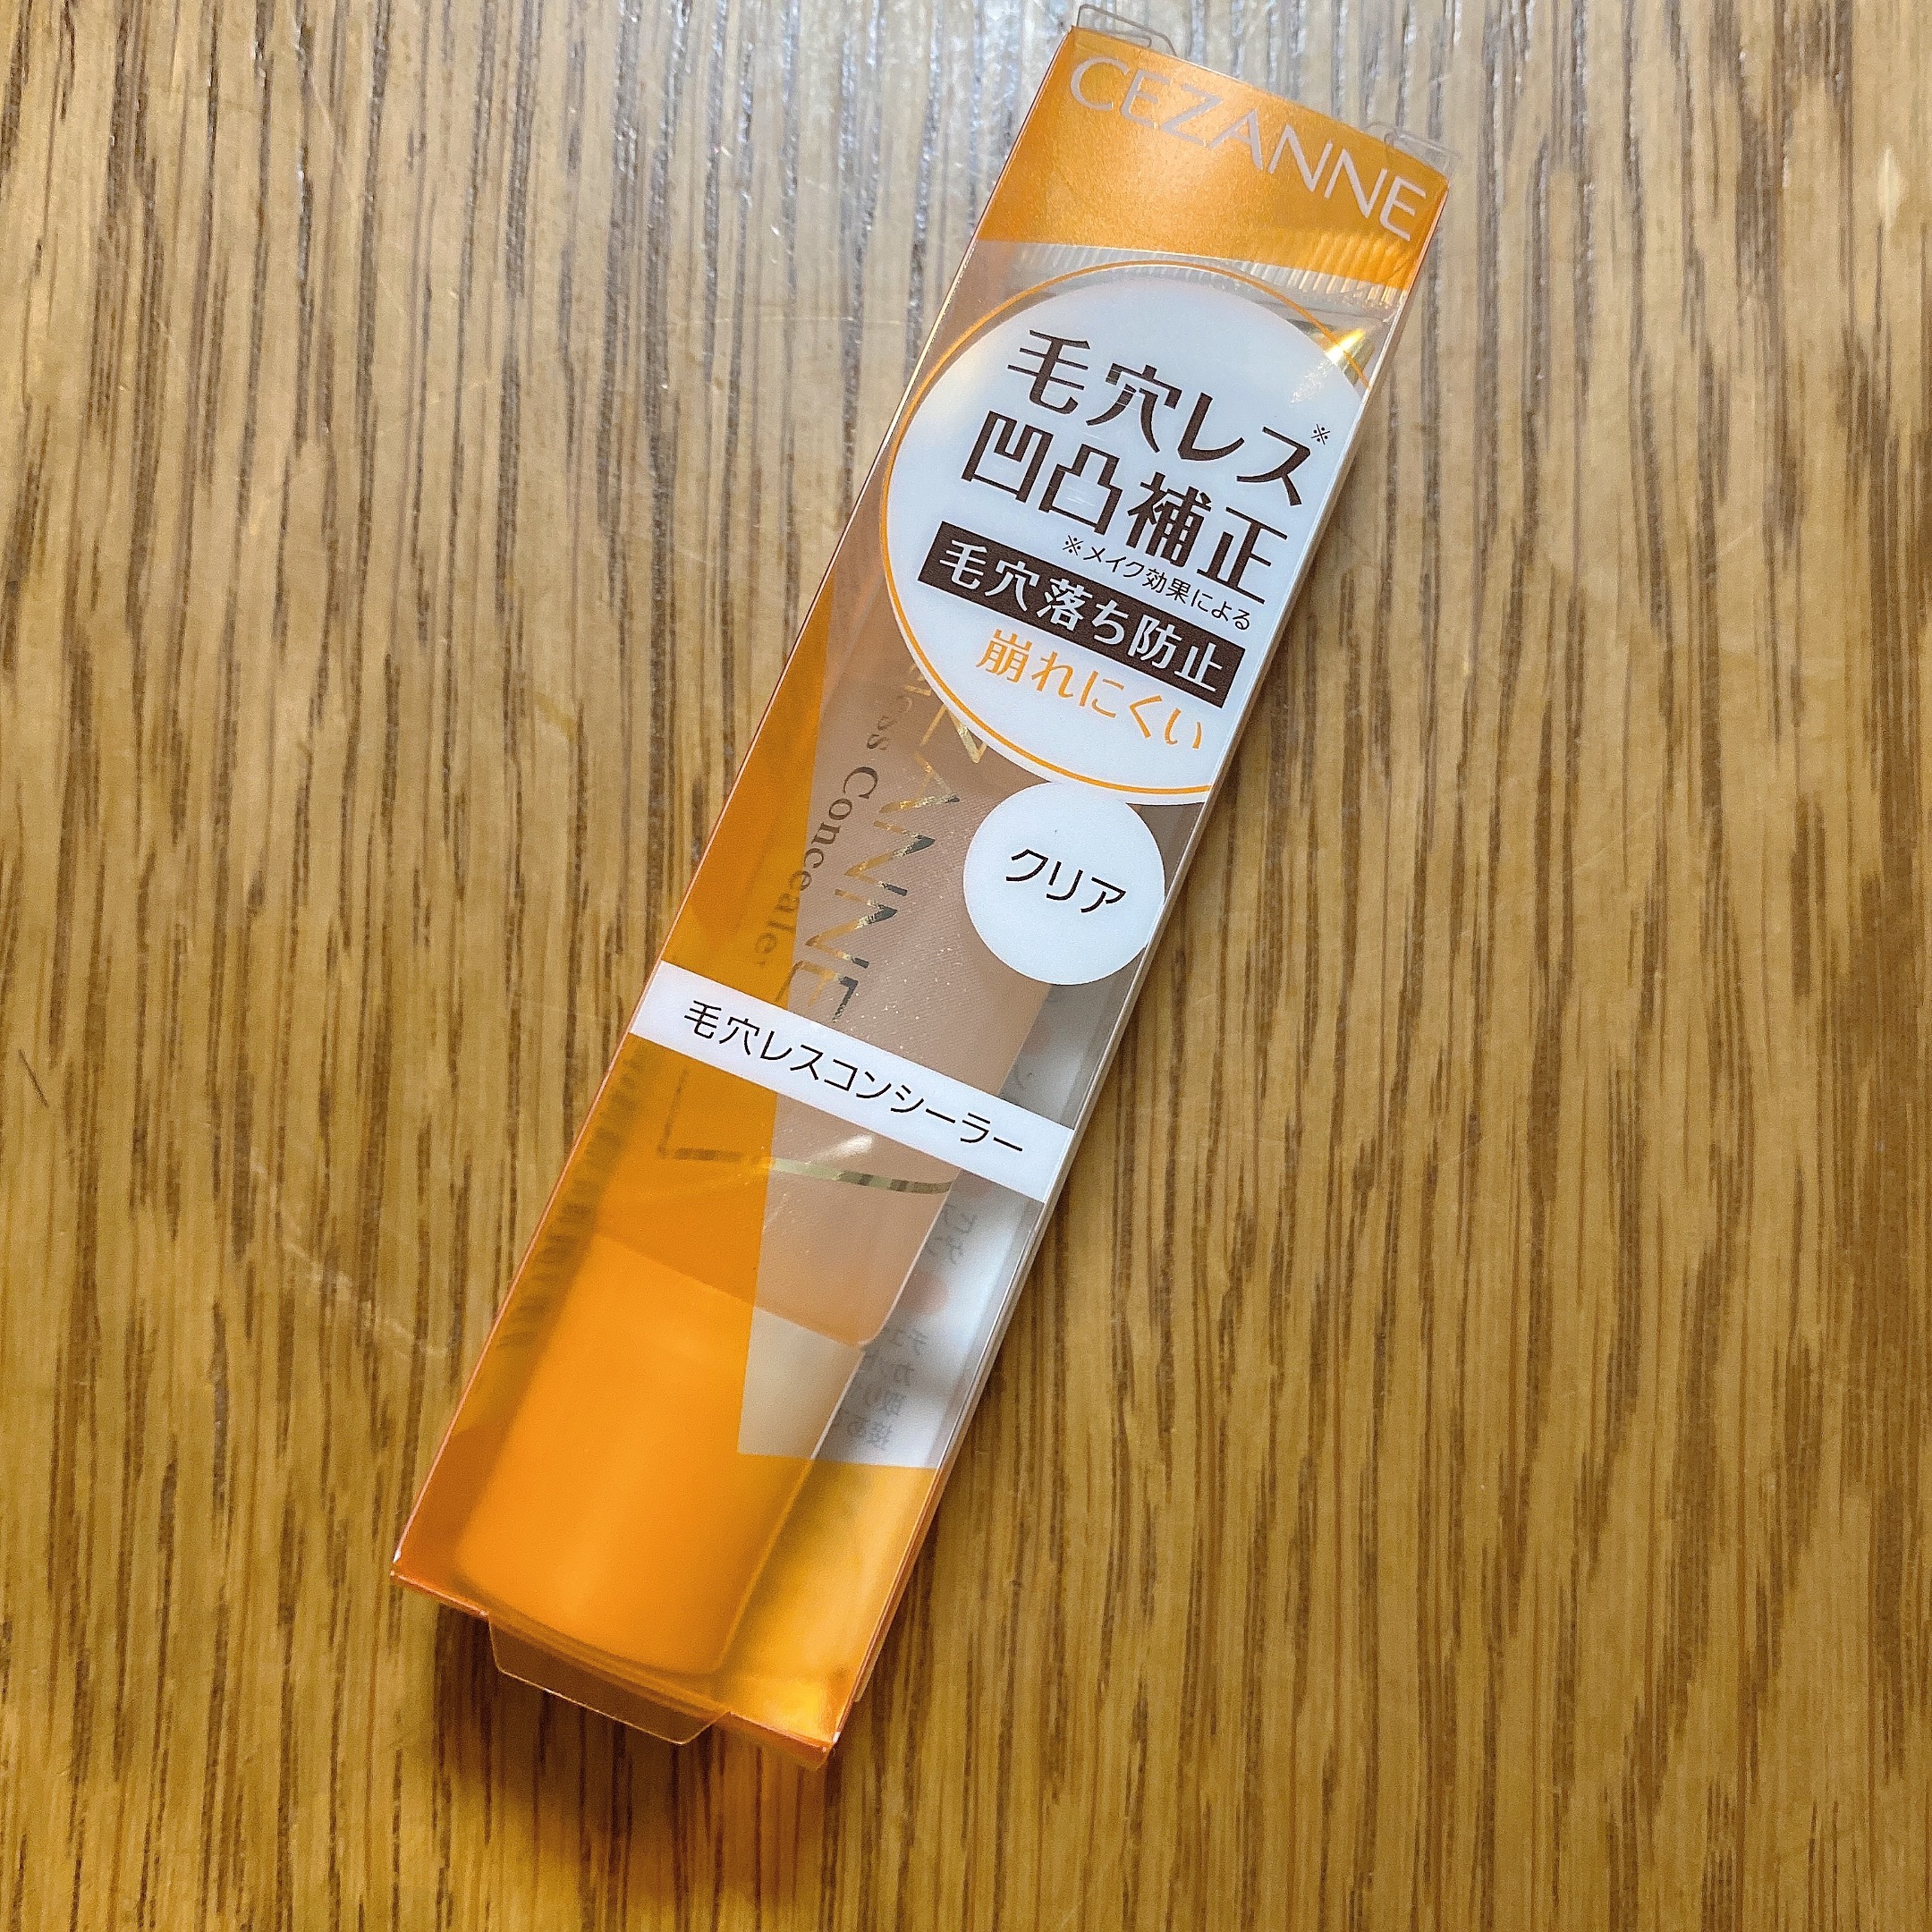 CEZANNE
毛穴レス※
凹凸補正
※メイク効果による
毛穴落ち防止
崩れにくい
クリア
Concealer
毛穴レスコンシーラー